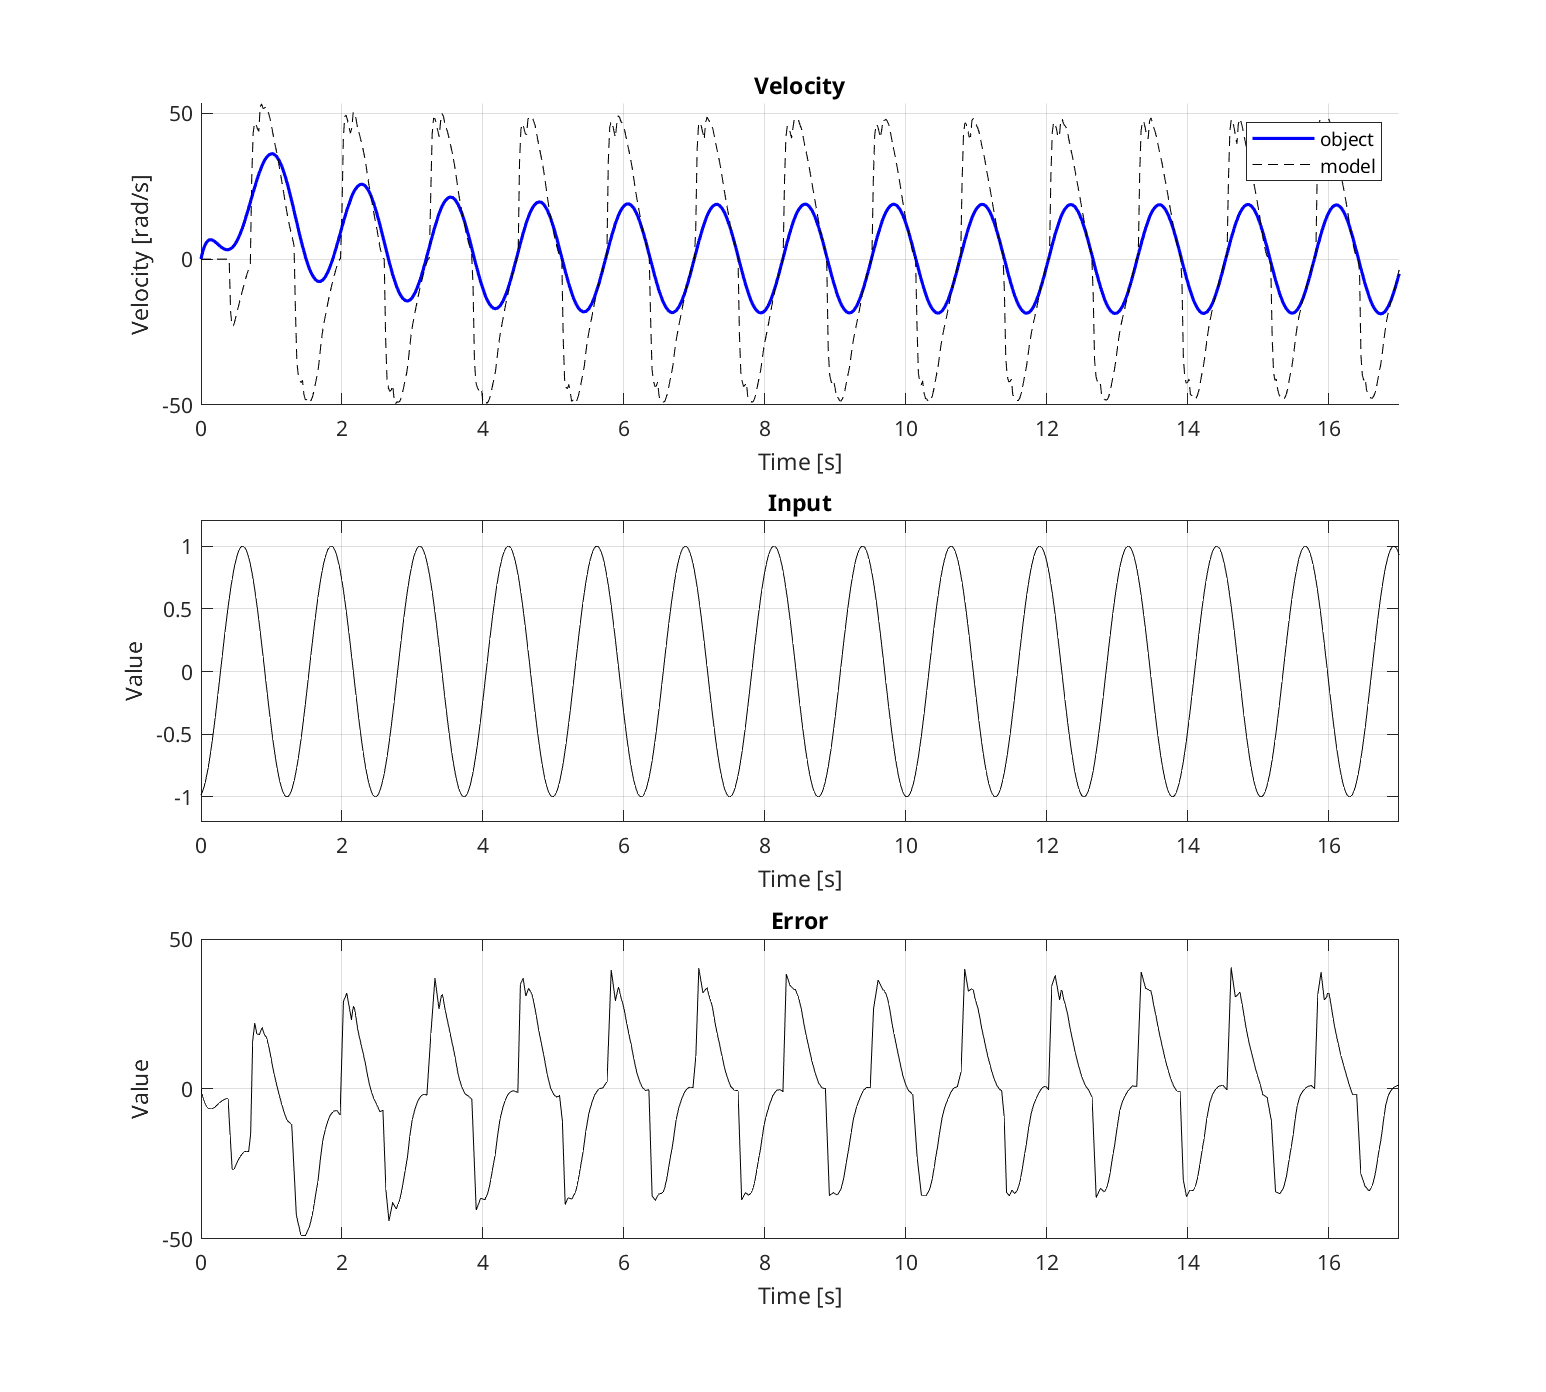 Velocity
Velocity [rad/s]
50
0
-50
object
model
0 2 4 6 8 10 12 14 16
Time [s]
Input
Value
1
0.5
0
-0.5
-1
0 2 4 6 8 10 12 14 16
Time [s]
Error
Value
50
0
-50
0 2 4 6 8 10 12 14 16
Time [s]